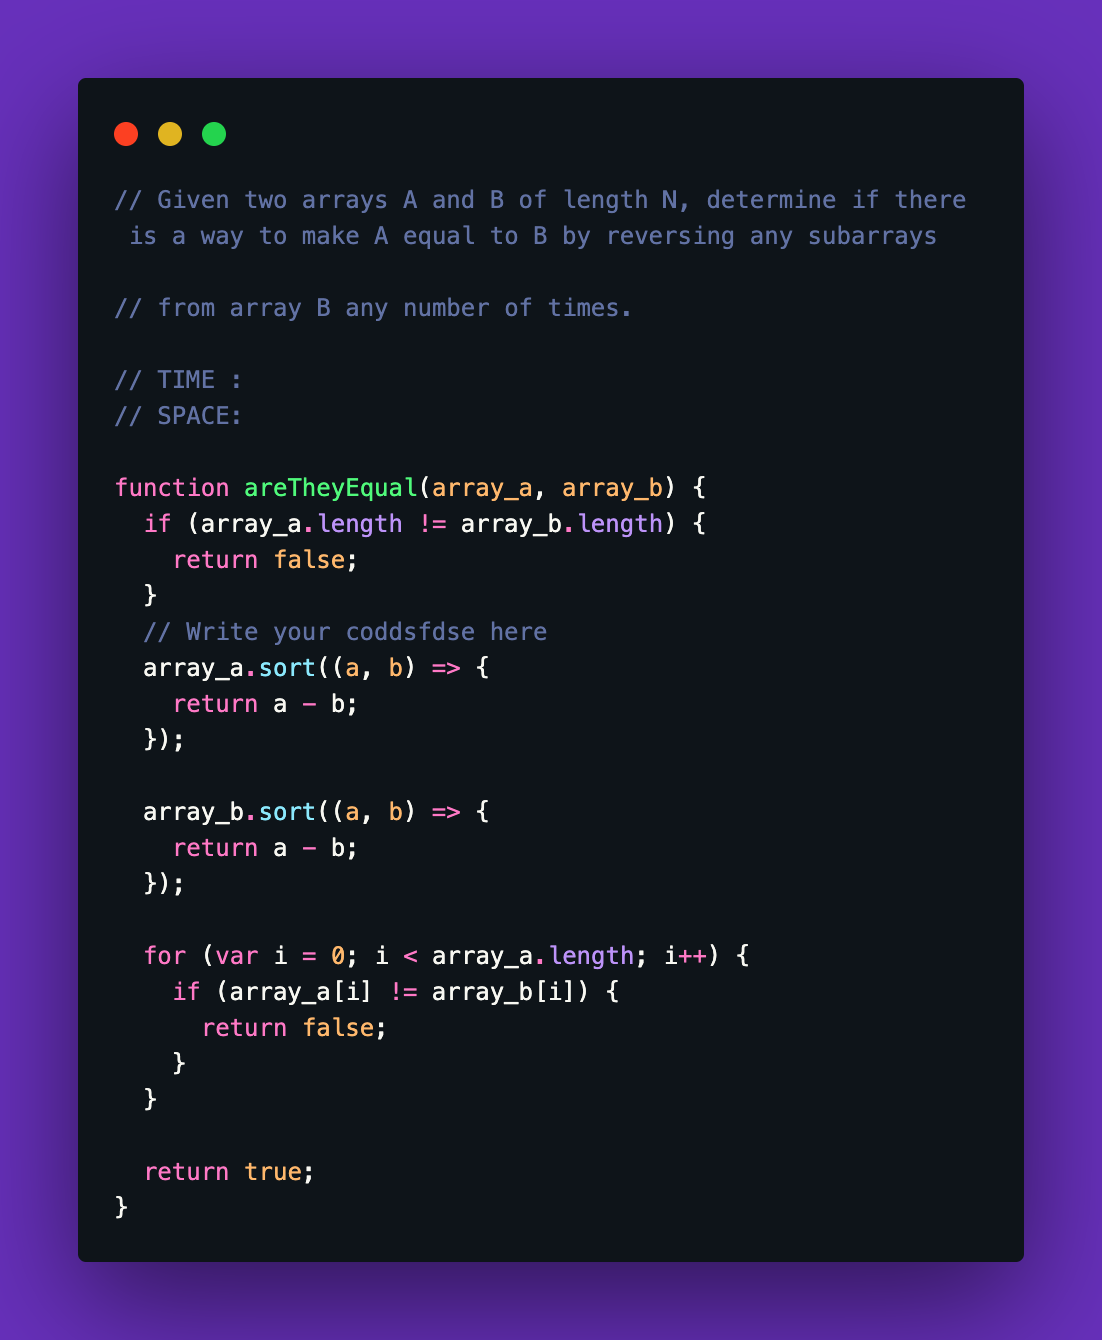 // Given two arrays A and B of length N, determine if there
 is a way to make A equal to B by reversing any subarrays

// from array B any number of times.

// TIME :
// SPACE:

function areTheyEqual(array_a, array_b) {
  if (array_a.length != array_b.length) {
    return false;
  }
  // Write your coddsfdse here
  array_a.sort((a, b) => {
    return a - b;
  });

  array_b.sort((a, b) => {
    return a - b;
  });

  for (var i = 0; i < array_a.length; i++) {
    if (array_a[i] != array_b[i]) {
      return false;
    }
  }

  return true;
}